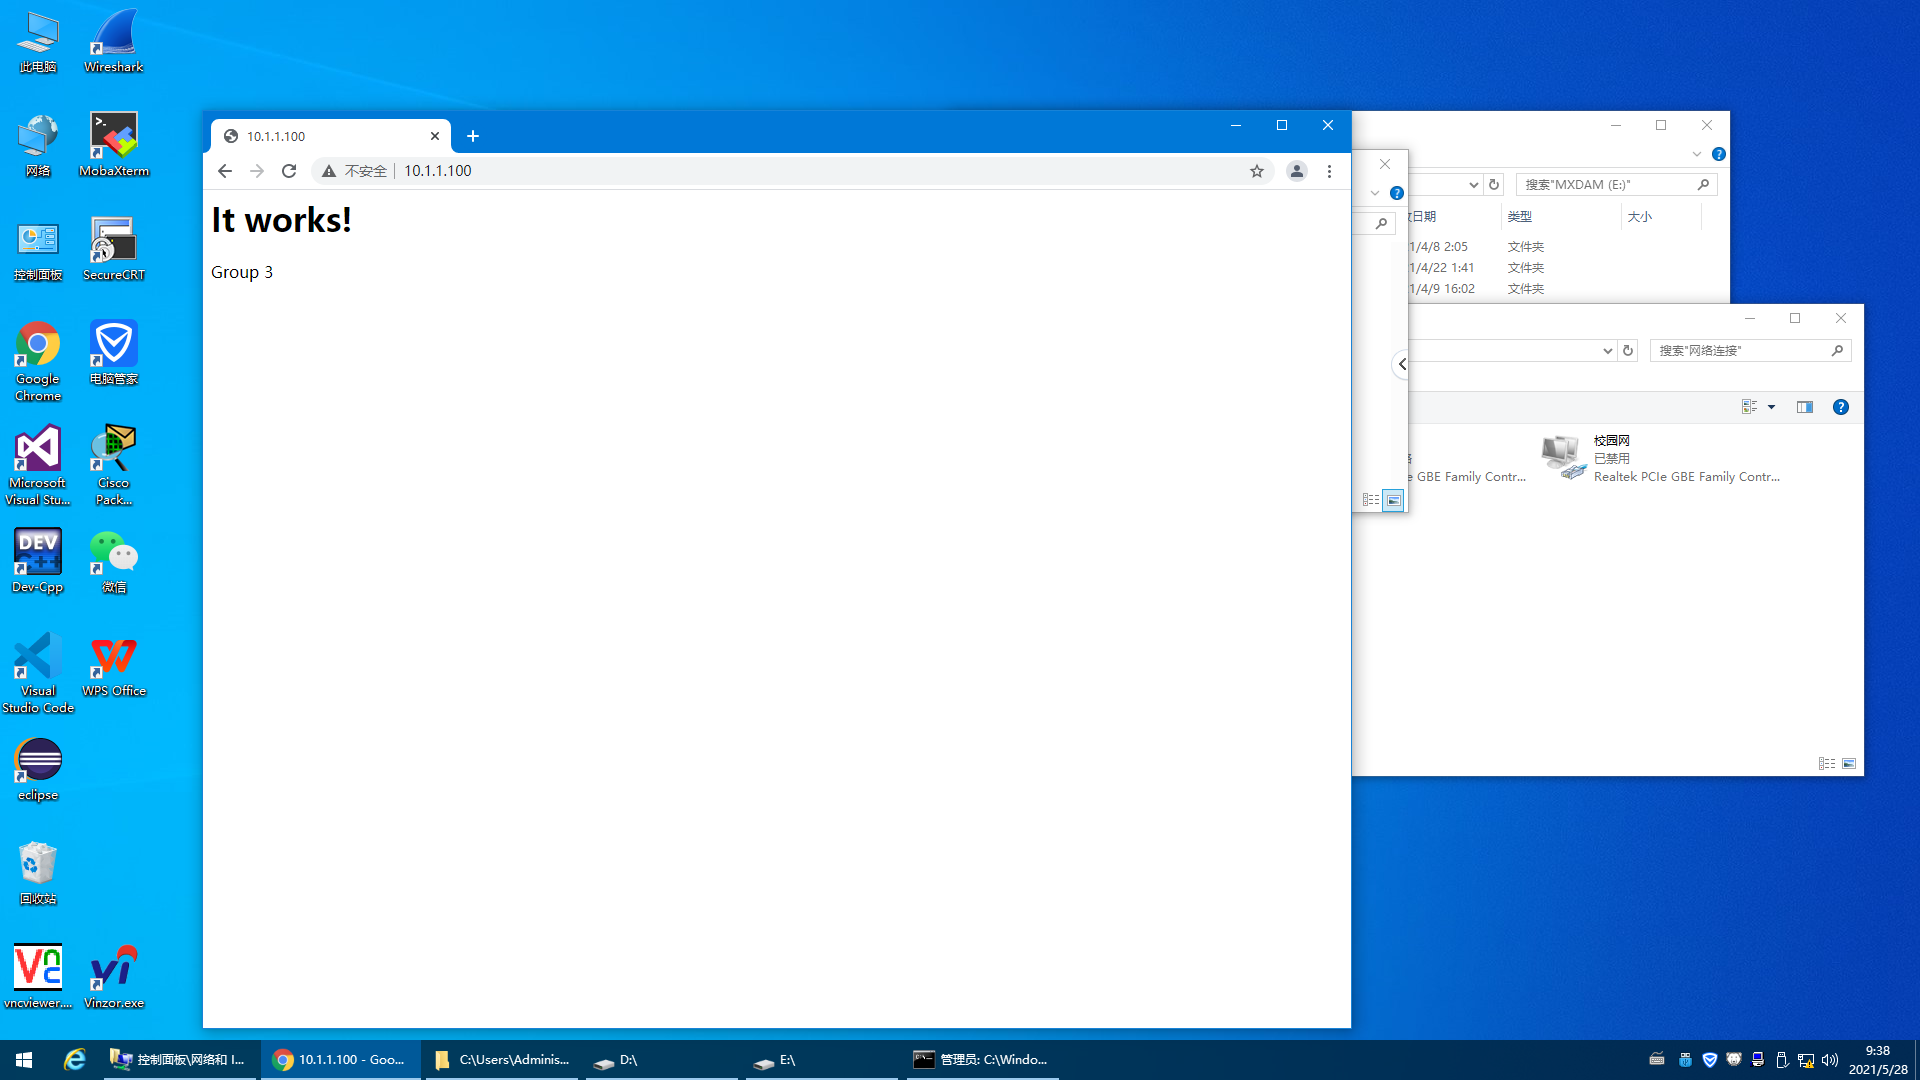 此电脑
Wireshark
网络
MobaXterm
控制面板
SecureCRT
Google
Chrome
电脑管家
Microsoft
Visual Stu...
Cisco
Pack...
DEV
C++
Dev-Cpp
微信
Visual
Studio Code
WPS Office
eclipse
回收站
vncviewer....
Vinzor.exe
10.1.1.100
不安全
10.1.1.100
It works!
Group 3
搜索"MXDAM (E:)"
日期
类型
大小
1/4/8 2:05
文件夹
1/4/22 1:41
文件夹
1/4/9 16:02
文件夹
搜索"网络连接"
e GBE Family Contr...
校园网
已禁用
Realtek PCIe GBE Family Contr...
控制面板\网络和 I...
10.1.1.100 - Goo...
C:\Users\Adminis...
D:\
E:\
管理员: C:\Windo...
9:38
2021/5/28